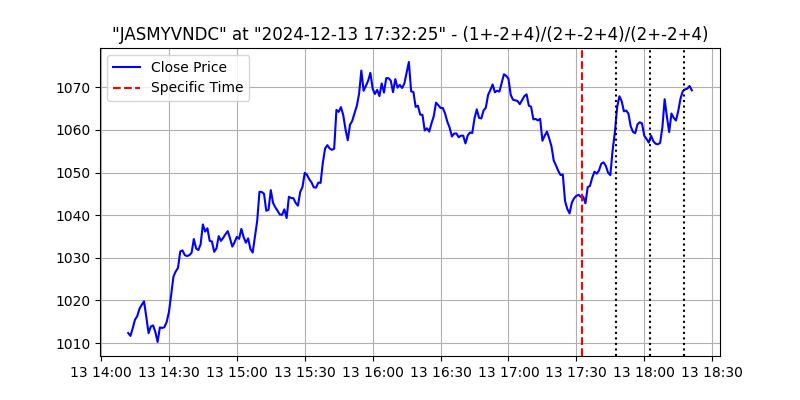 "JASMYVNDC" at "2024-12-13 17:32:25" - (1+-2+4)/(2+-2+4)/(2+-2+4)
Close Price
Specific Time
1070
1060
1050
1040
1030
1020
1010
13 14:00 13 14:30 13 15:00 13 15:30 13 16:00 13 16:30 13 17:00 13 17:30 13 18:00 13 18:30